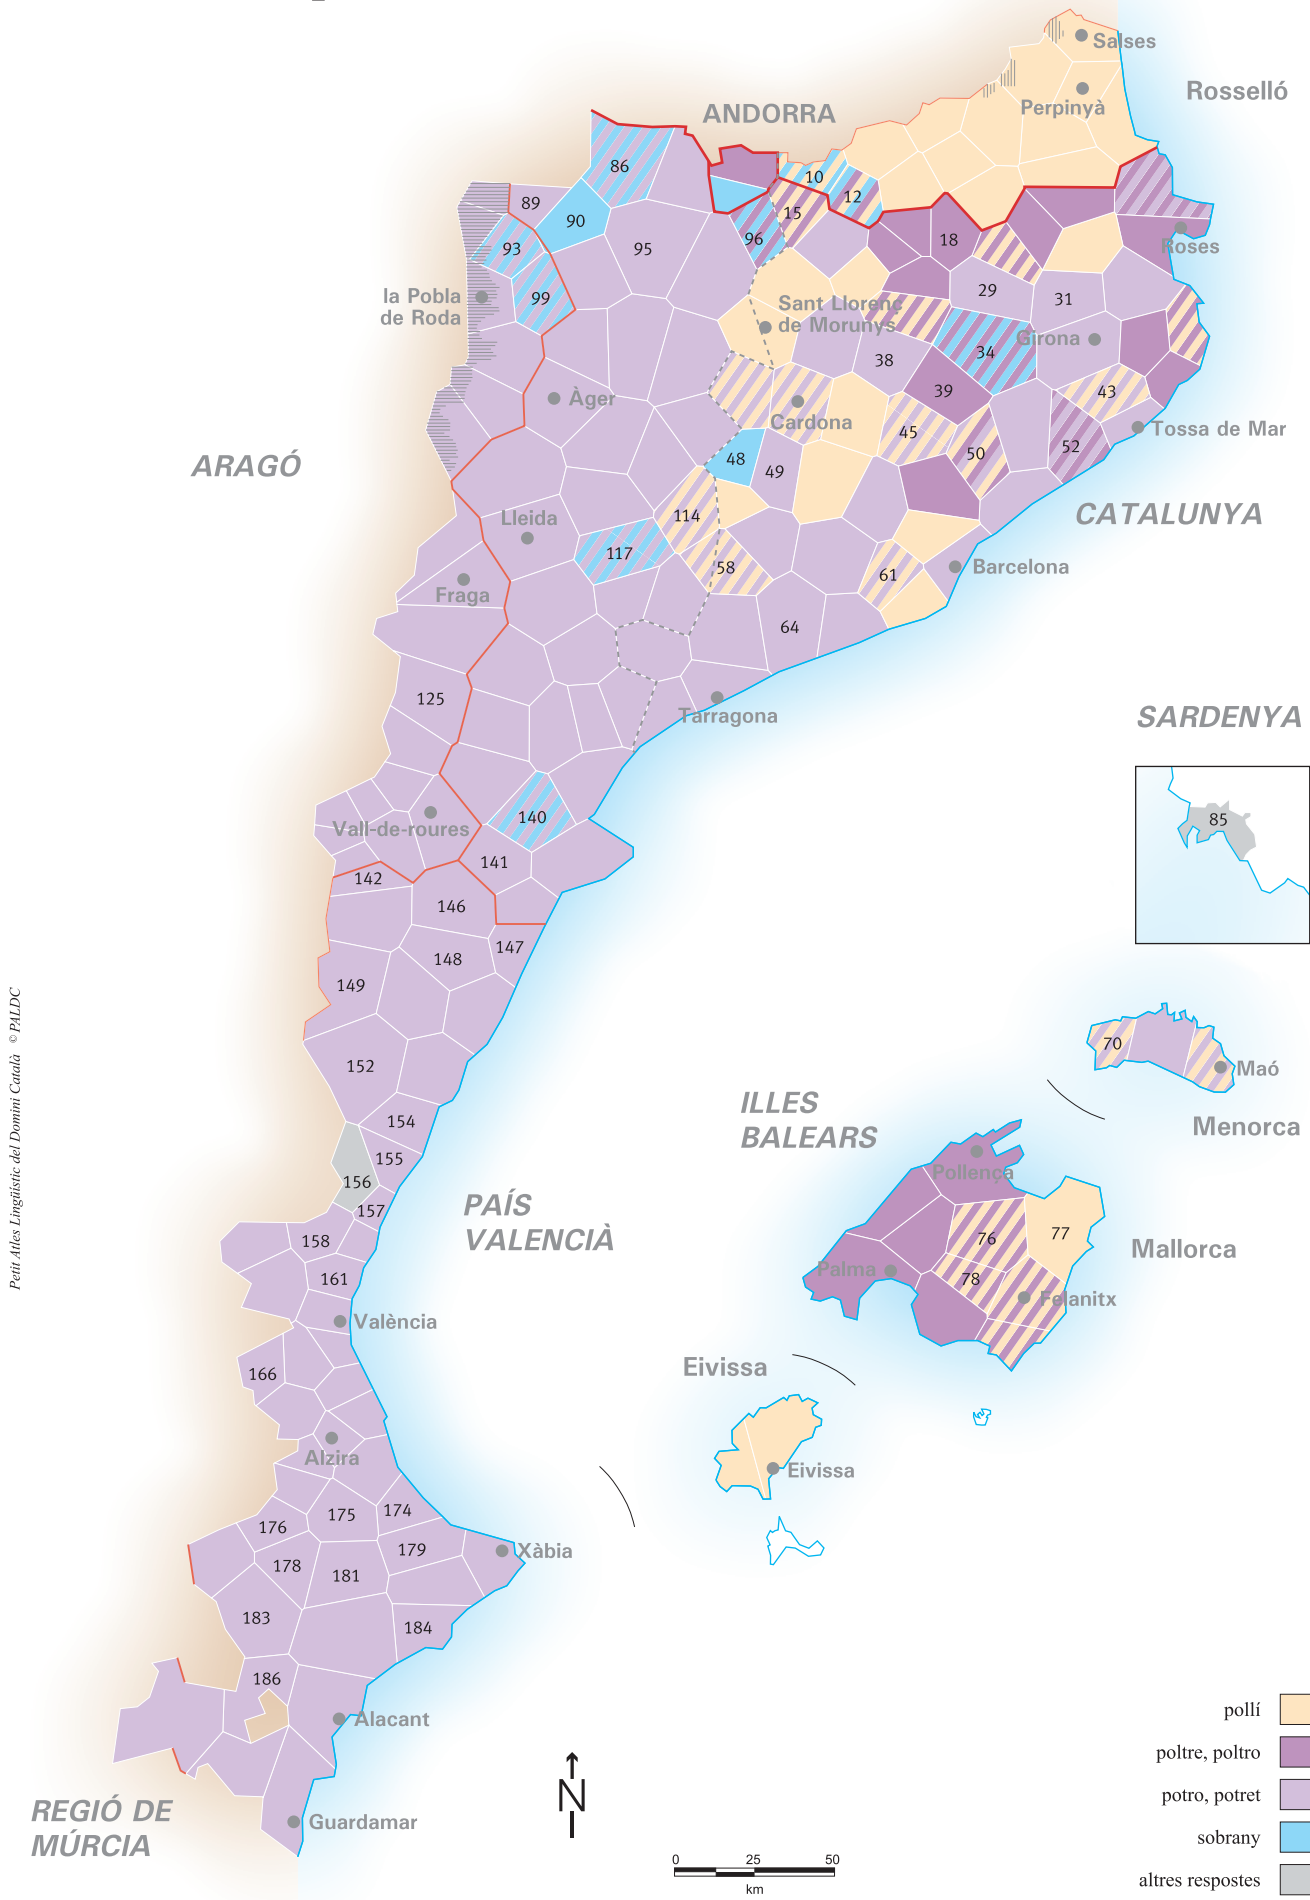 Salses
Rosselló
Perpinyà
ANDORRA
86
10
12
89
90
15
96
95
18
Roses
93
99
29
31
la Pobla
de Roda
Sant Llorenç
de Morunys
34
Girona
38
39
43
Àger
Cardona
45
Tossa de Mar
52
50
ARAGÓ
48
49
CATALUNYA
Lleida
114
117
58
61
Barcelona
Fraga
64
125
Tarragona
SARDENYA
85
140
Vall-de-roures
141
142
146
147
148
149
152
70
Maó
Menorca
154
155
156
157
ILLES
BALEARS
Pollença
PAÍS
VALENCIÀ
158
161
76
77
Mallorca
Palma
78
Felanitx
València
166
Eivissa
Eivissa
Alzira
174
175
176
178
179
181
Xàbia
183
184
186
Alacant
Guardamar
REGIÓ DE
MÚRCIA
N
0 25 50
km
pollí
poltre, poltro
potro, potret
sobrany
altres respostes
Petit Atles Lingüístic del Domini Català © PALDC